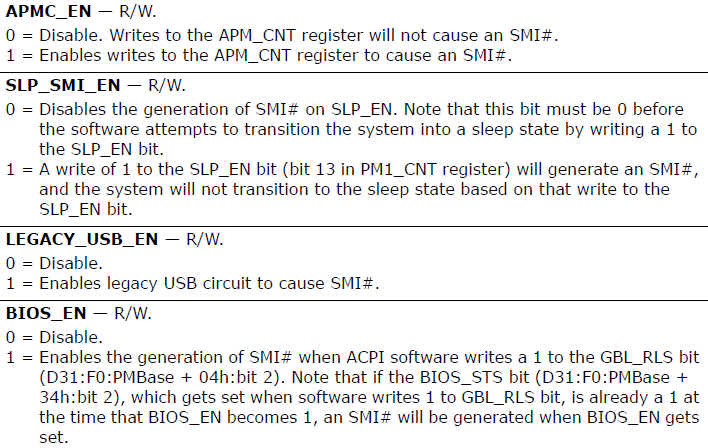 APMC_EN — R/W.
0 = Disable. Writes to the APM_CNT register will not cause an SMI#.
1 = Enables writes to the APM_CNT register to cause an SMI#.
SLP_SMI_EN — R/W.
0 = Disables the generation of SMI# on SLP_EN. Note that this bit must be 0 before
the software attempts to transition the system into a sleep state by writing a 1 to
the SLP_EN bit.
1 = A write of 1 to the SLP_EN bit (bit 13 in PM1_CNT register) will generate an SMI#,
and the system will not transition to the sleep state based on that write to the
SLP_EN bit.
LEGACY_USB_EN — R/W.
0 = Disable.
1 = Enables legacy USB circuit to cause SMI#.
BIOS_EN — R/W.
0 = Disable.
1 = Enables the generation of SMI# when ACPI software writes a 1 to the GBL_RLS bit
(D31:F0:PMBase + 04h:bit 2). Note that if the BIOS_STS bit (D31:F0:PMBase +
34h:bit 2), which gets set when software writes 1 to GBL_RLS bit, is already a 1 at
the time that BIOS_EN becomes 1, an SMI# will be generated when BIOS_EN gets
set.